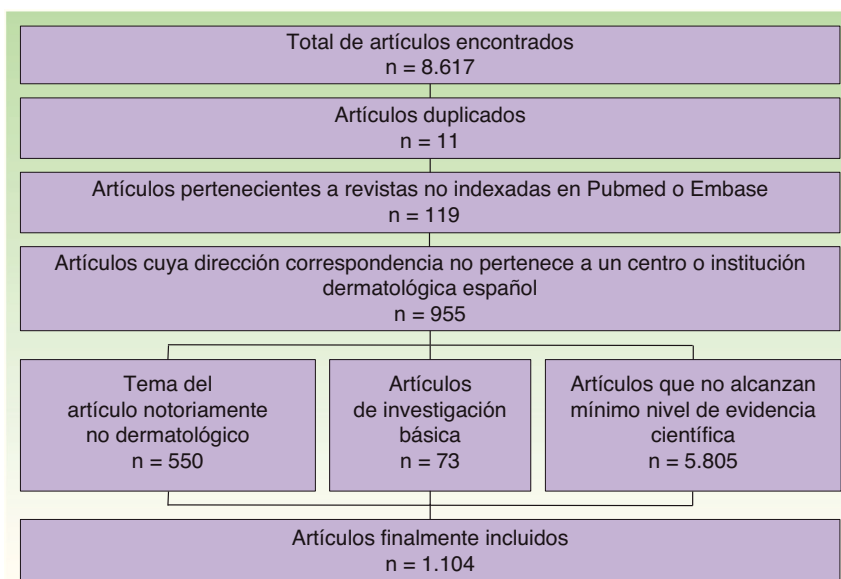 Total de artículos encontrados
n = 8.617
Artículos duplicados
n = 11
Artículos pertenecientes a revistas no indexadas en Pubmed o Embase
n = 119
Artículos cuya dirección correspondencia no pertenece a un centro o institución
dermatológica español
n = 955
Tema del
artículo notoriamente
no dermatológico
n = 550
Artículos
de investigación
básica
n = 73
Artículos que no alcanzan
mínimo nivel de evidencia
científica
n = 5.805
Artículos finalmente incluidos
n = 1.104